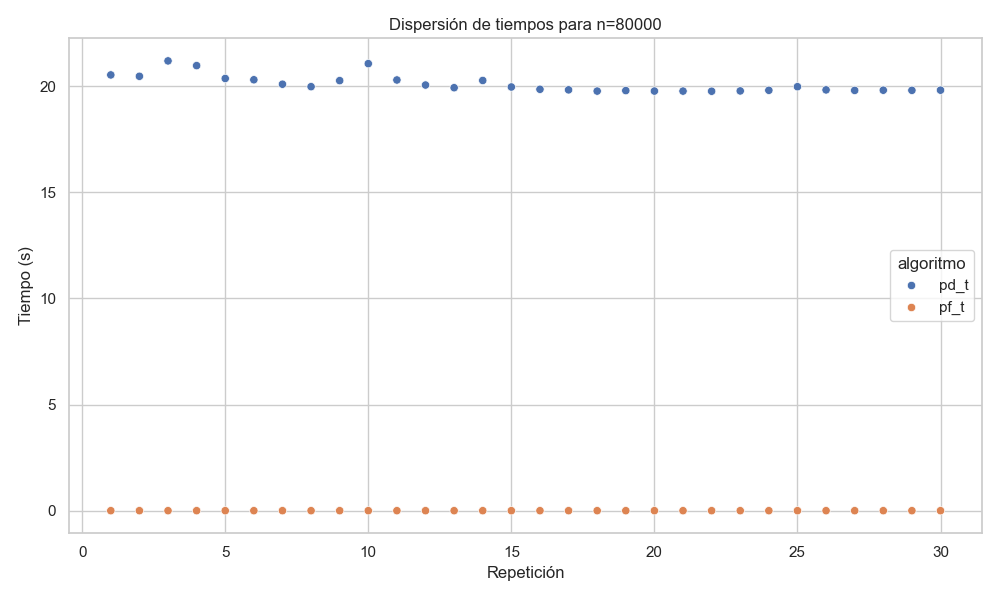 Dispersión de tiempos para n=80000
Tiempo (s)
20
15
10
5
0
algoritmo
pd_t
pf_t
0 5 10 15 20 25 30
Repetición